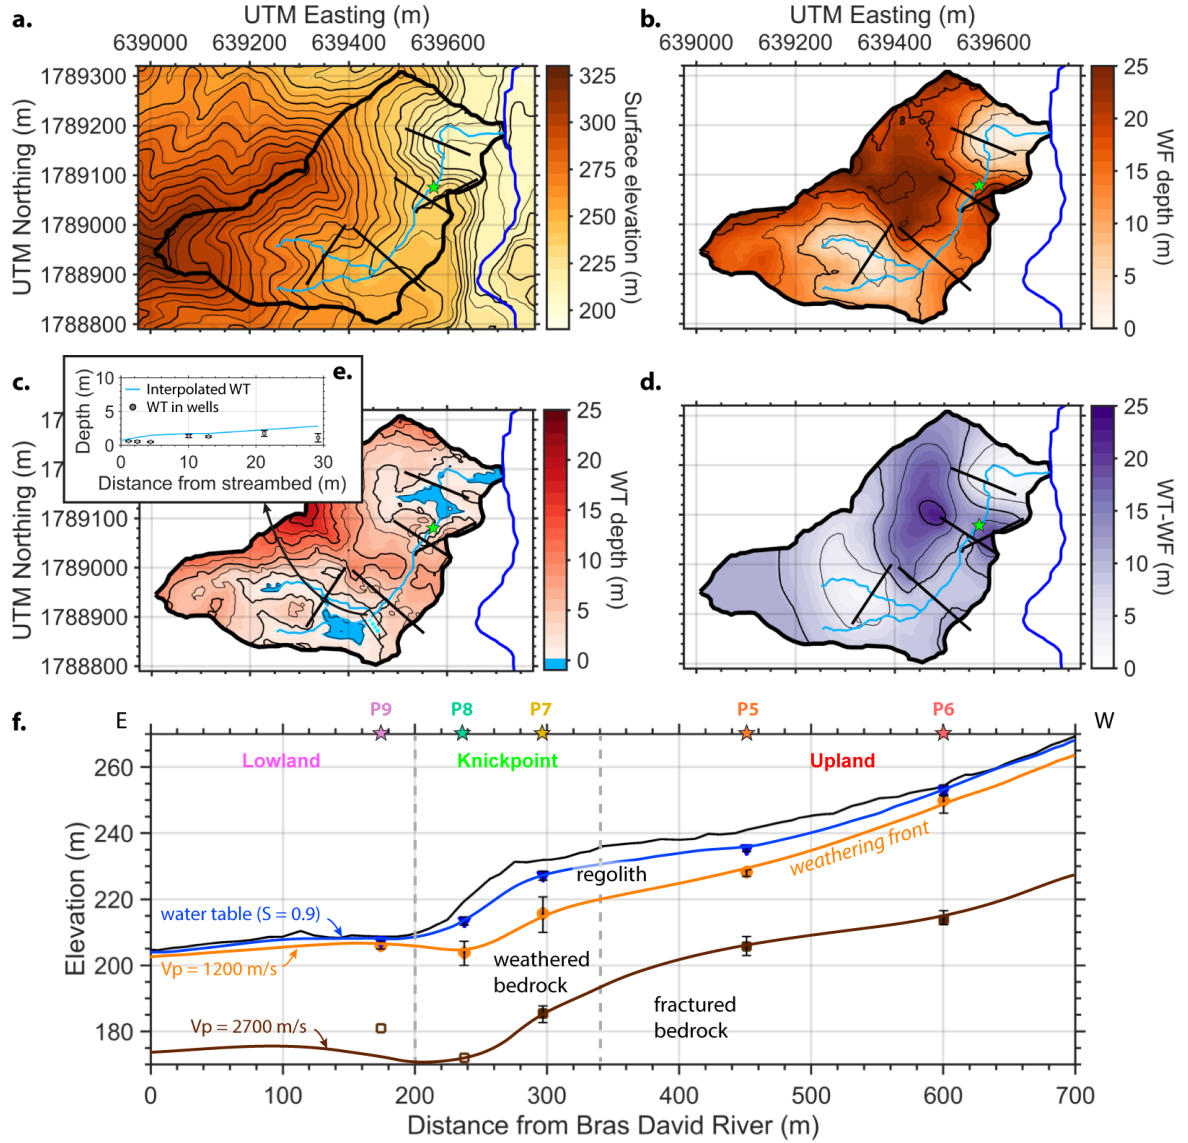 a.
UTM Easting (m)
639000 639200 639400 639600
1789300
1789200
1789100
1789000
1788900
1788800
UTM Northing (m)
325
300
275
250
225
200
Surface elevation (m)
b.
UTM Easting (m)
639000 639200 639400 639600
8
25
20
15
10
5
0
WF depth (m)
c.
e.
Interpolated WT
WT in wells
10
5
0
Depth (m)
0 10 20 30
Distance from streambed (m)
17
17
1789100
1789000
1788900
1788800
UTM Northing (m)
25
20
15
10
5
0
WT depth (m)
d.
25
20
15
10
5
0
WT-WF (m)
f.
E P9 P8 P7 P5 P6 W
Lowland Knickpoint Upland
260
240
220
200
180
Elevation (m)
weathering front
regolith
water table (S = 0.9)
Vp = 1200 m/s
weathered
bedrock
fractured
bedrock
Vp = 2700 m/s
0 100 200 300 400 500 600 700
Distance from Bras David River (m)